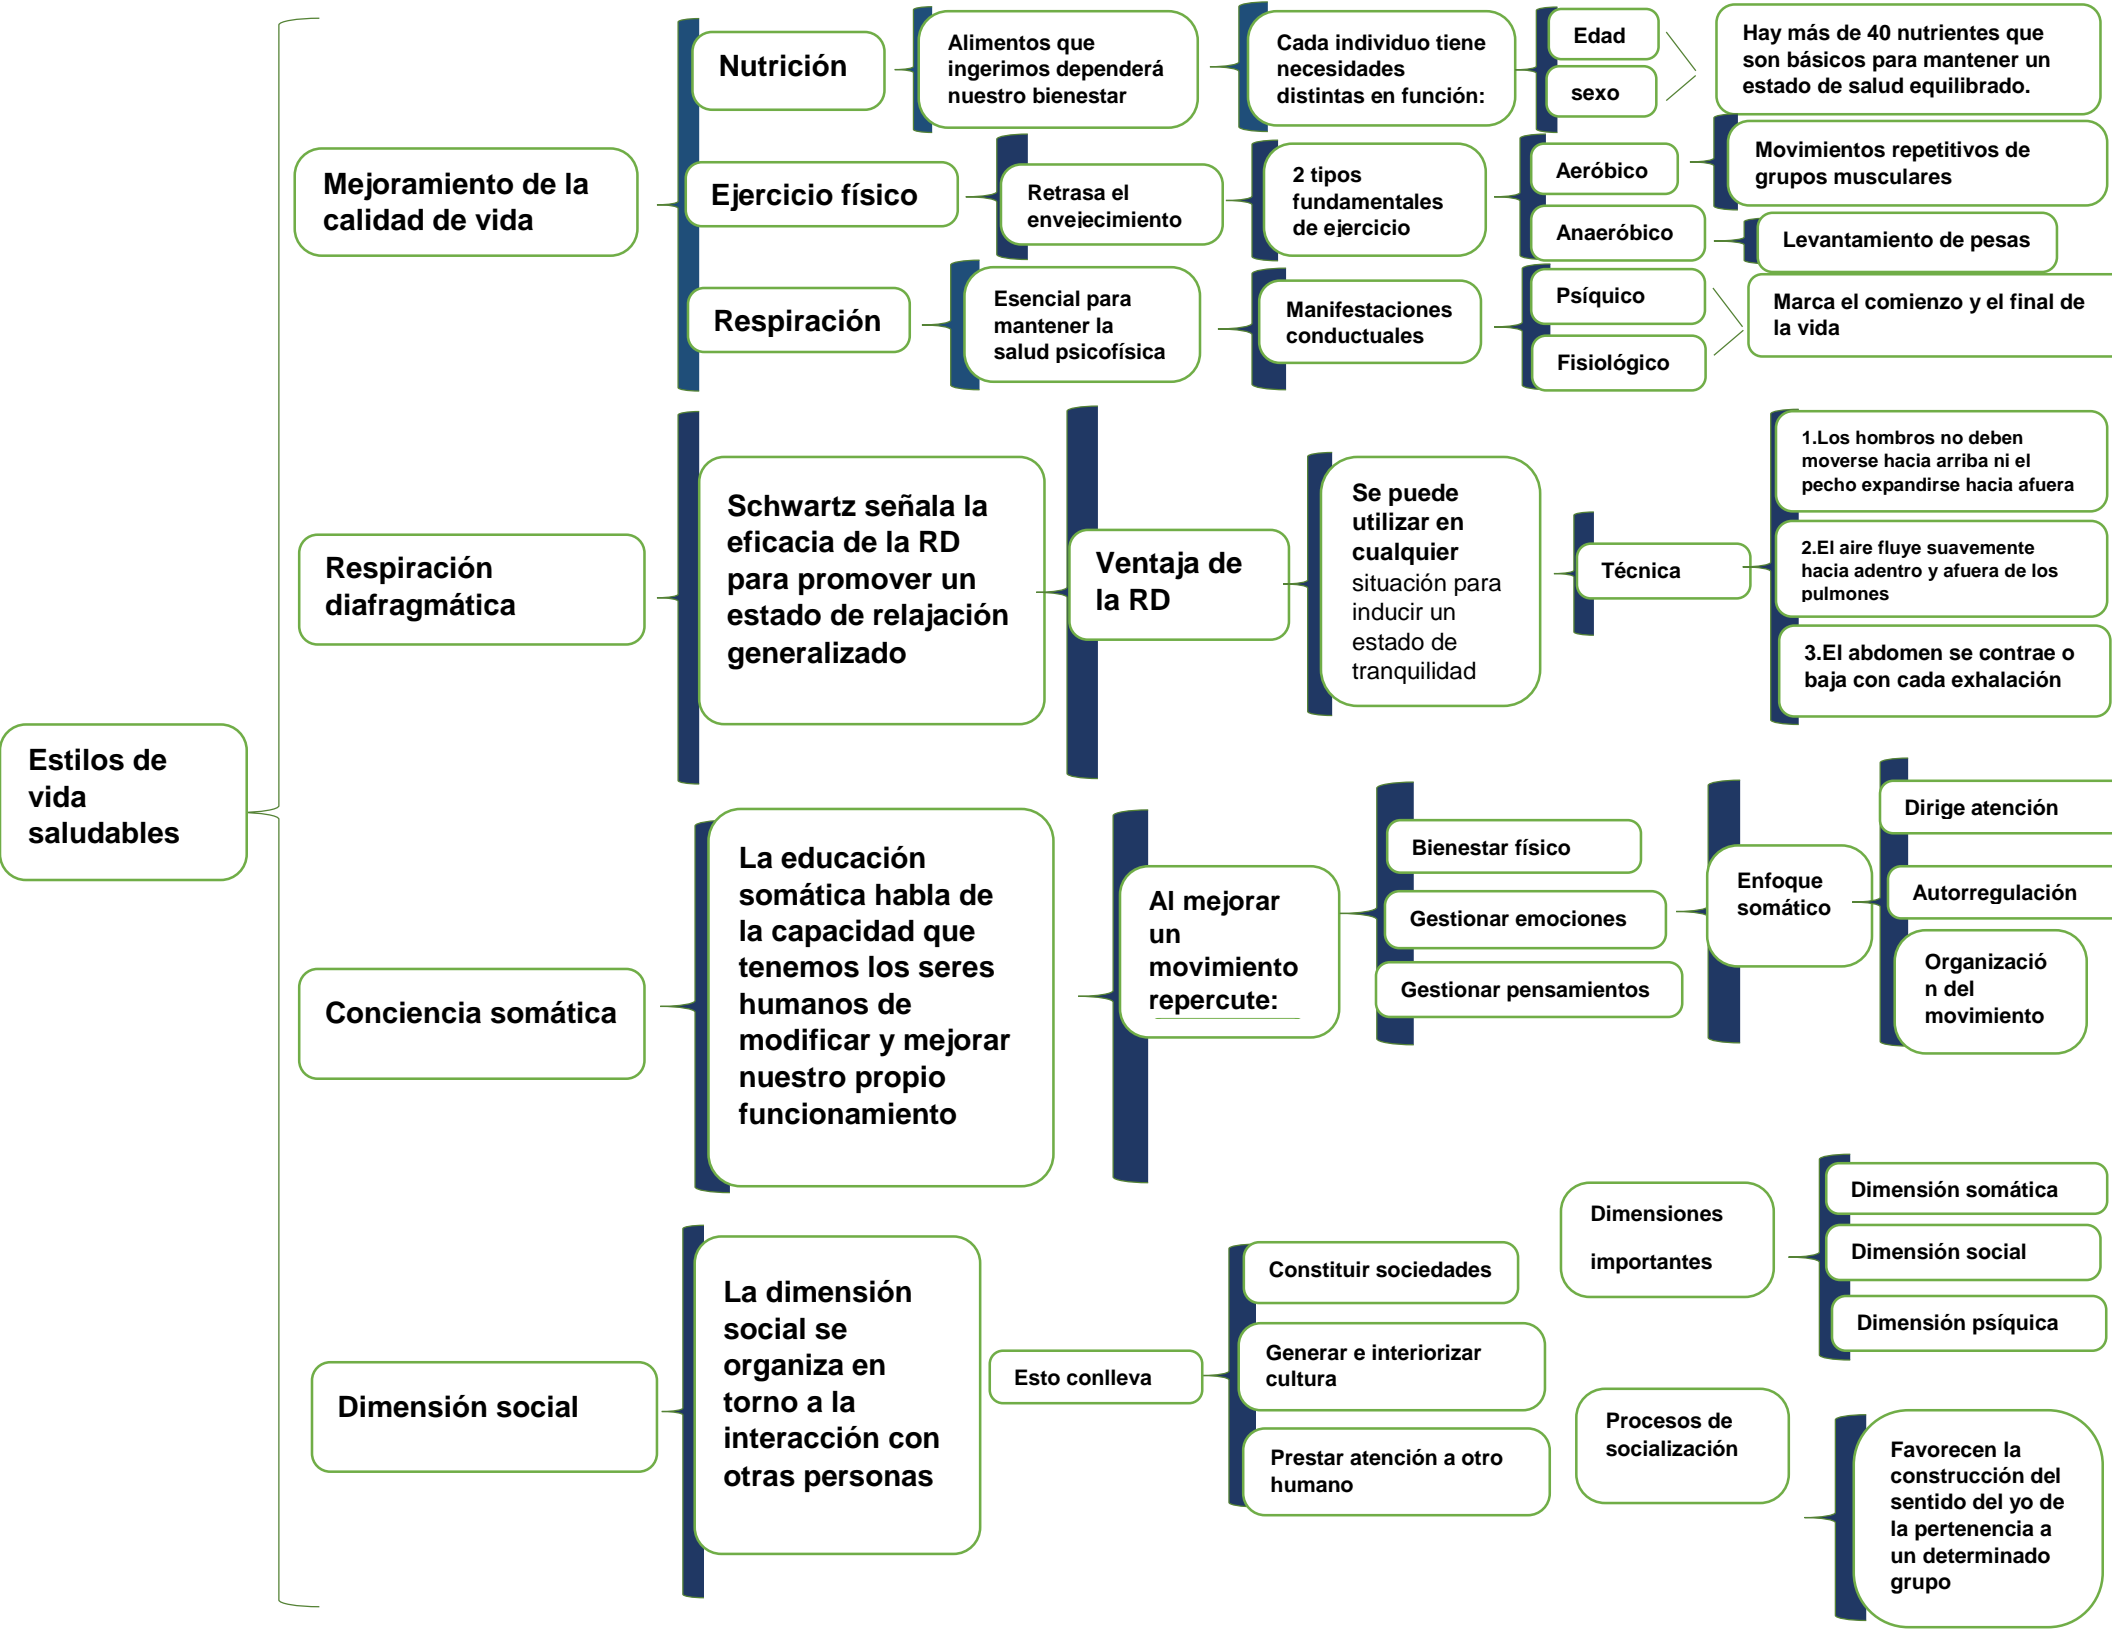 Estilos de
vida
saludables
Mejoramiento de la
calidad de vida
Nutrición
Alimentos que
ingerimos dependerá
nuestro bienestar
Cada individuo tiene
necesidades
distintas en función:
Edad
sexo
Hay más de 40 nutrientes que
son básicos para mantener un
estado de salud equilibrado.
Ejercicio físico
Retrasa el
envejecimiento
2 tipos
fundamentales
de ejercicio
Aeróbico
Movimientos repetitivos de
grupos musculares
Anaeróbico
Levantamiento de pesas
Respiración
Esencial para
mantener la
salud psicofísica
Manifestaciones
conductuales
Psíquico
Fisiológico
Marca el comienzo y el final de
la vida
Respiración
diafragmática
Schwartz señala la
eficacia de la RD
para promover un
estado de relajación
generalizado
Ventaja de
la RD
Se puede
utilizar en
cualquier
situación para
inducir un
estado de
tranquilidad
Técnica
1.Los hombros no deben
moverse hacia arriba ni el
pecho expandirse hacia afuera
2.El aire fluye suavemente
hacia adentro y afuera de los
pulmones
3.El abdomen se contrae o
baja con cada exhalación
Conciencia somática
La educación
somática habla de
la capacidad que
tenemos los seres
humanos de
modificar y mejorar
nuestro propio
funcionamiento
Al mejorar
un
movimiento
repercute:
Bienestar físico
Gestionar emociones
Gestionar pensamientos
Enfoque
somático
Dirige atención
Autorregulación
Organizació
n del
movimiento
Dimensión social
La dimensión
social se
organiza en
torno a la
interacción con
otras personas
Esto conlleva
Constituir sociedades
Generar e interiorizar
cultura
Prestar atención a otro
humano
Dimensiones
importantes
Dimensión somática
Dimensión social
Dimensión psíquica
Procesos de
socialización
Favorecen la
construcción del
sentido del yo de
la pertenencia a
un determinado
grupo